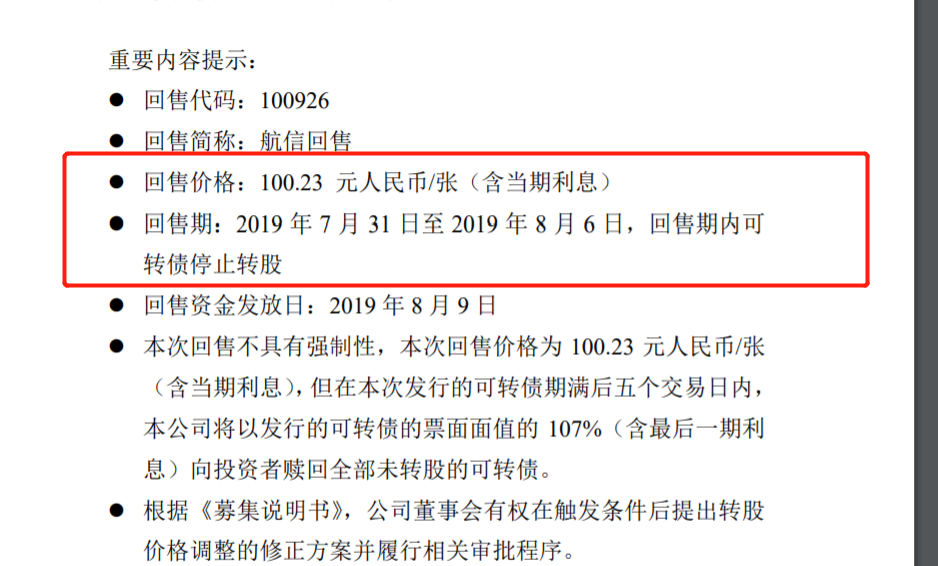 重要内容提示：
● 回售代码：100926
● 回售简称：航信回售
● 回售价格：100.23 元人民币/张（含当期利息）
● 回售期：2019 年 7 月 31 日至 2019 年 8 月 6 日，回售期内可
转债停止转股
● 回售资金发放日：2019 年 8 月 9 日
● 本次回售不具有强制性，本次回售价格为 100.23 元人民币/张
（含当期利息），但在本次发行的可转债期满后五个交易日内，
本公司将以发行的可转债的票面面值的 107%（含最后一期利
息）向投资者赎回全部未转股的可转债。
● 根据《募集说明书》，公司董事会有权在触发条件后提出转股
价格调整的修正方案并履行相关审批程序。